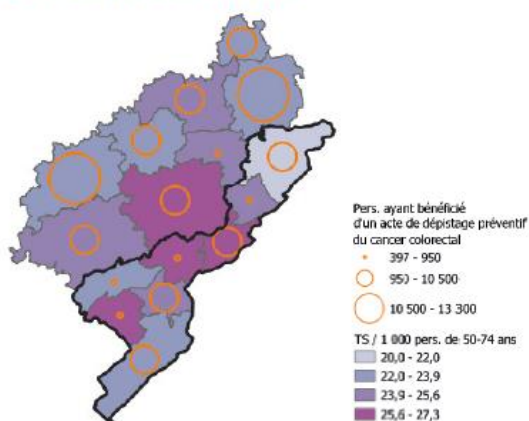 Pers. ayant bénéficié
d'un acte de dépistage préventif
du cancer colorectal
397 - 950
950 - 10 500
10 500 - 13 300
TS / 1 000 pers. de 50-74 ans
20,0 - 22,0
22,0 - 23,9
23,9 - 25,6
25,6 - 27,3